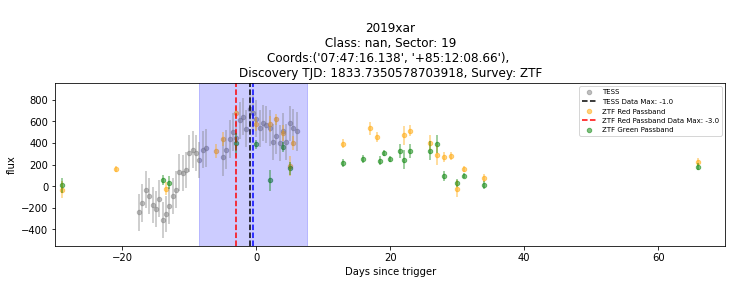 2019xar
Class: nan, Sector: 19
Coords:('07:47:16.138', '+85:12:08.66'),
Discovery TJD: 1833.7350578703918, Survey: ZTF
TESS
TESS Data Max: -1.0
ZTF Red Passband
ZTF Red Passband Data Max: -3.0
ZTF Green Passband
flux
800
600
400
200
0
−200
−400
−20
0
20
40
60
Days since trigger